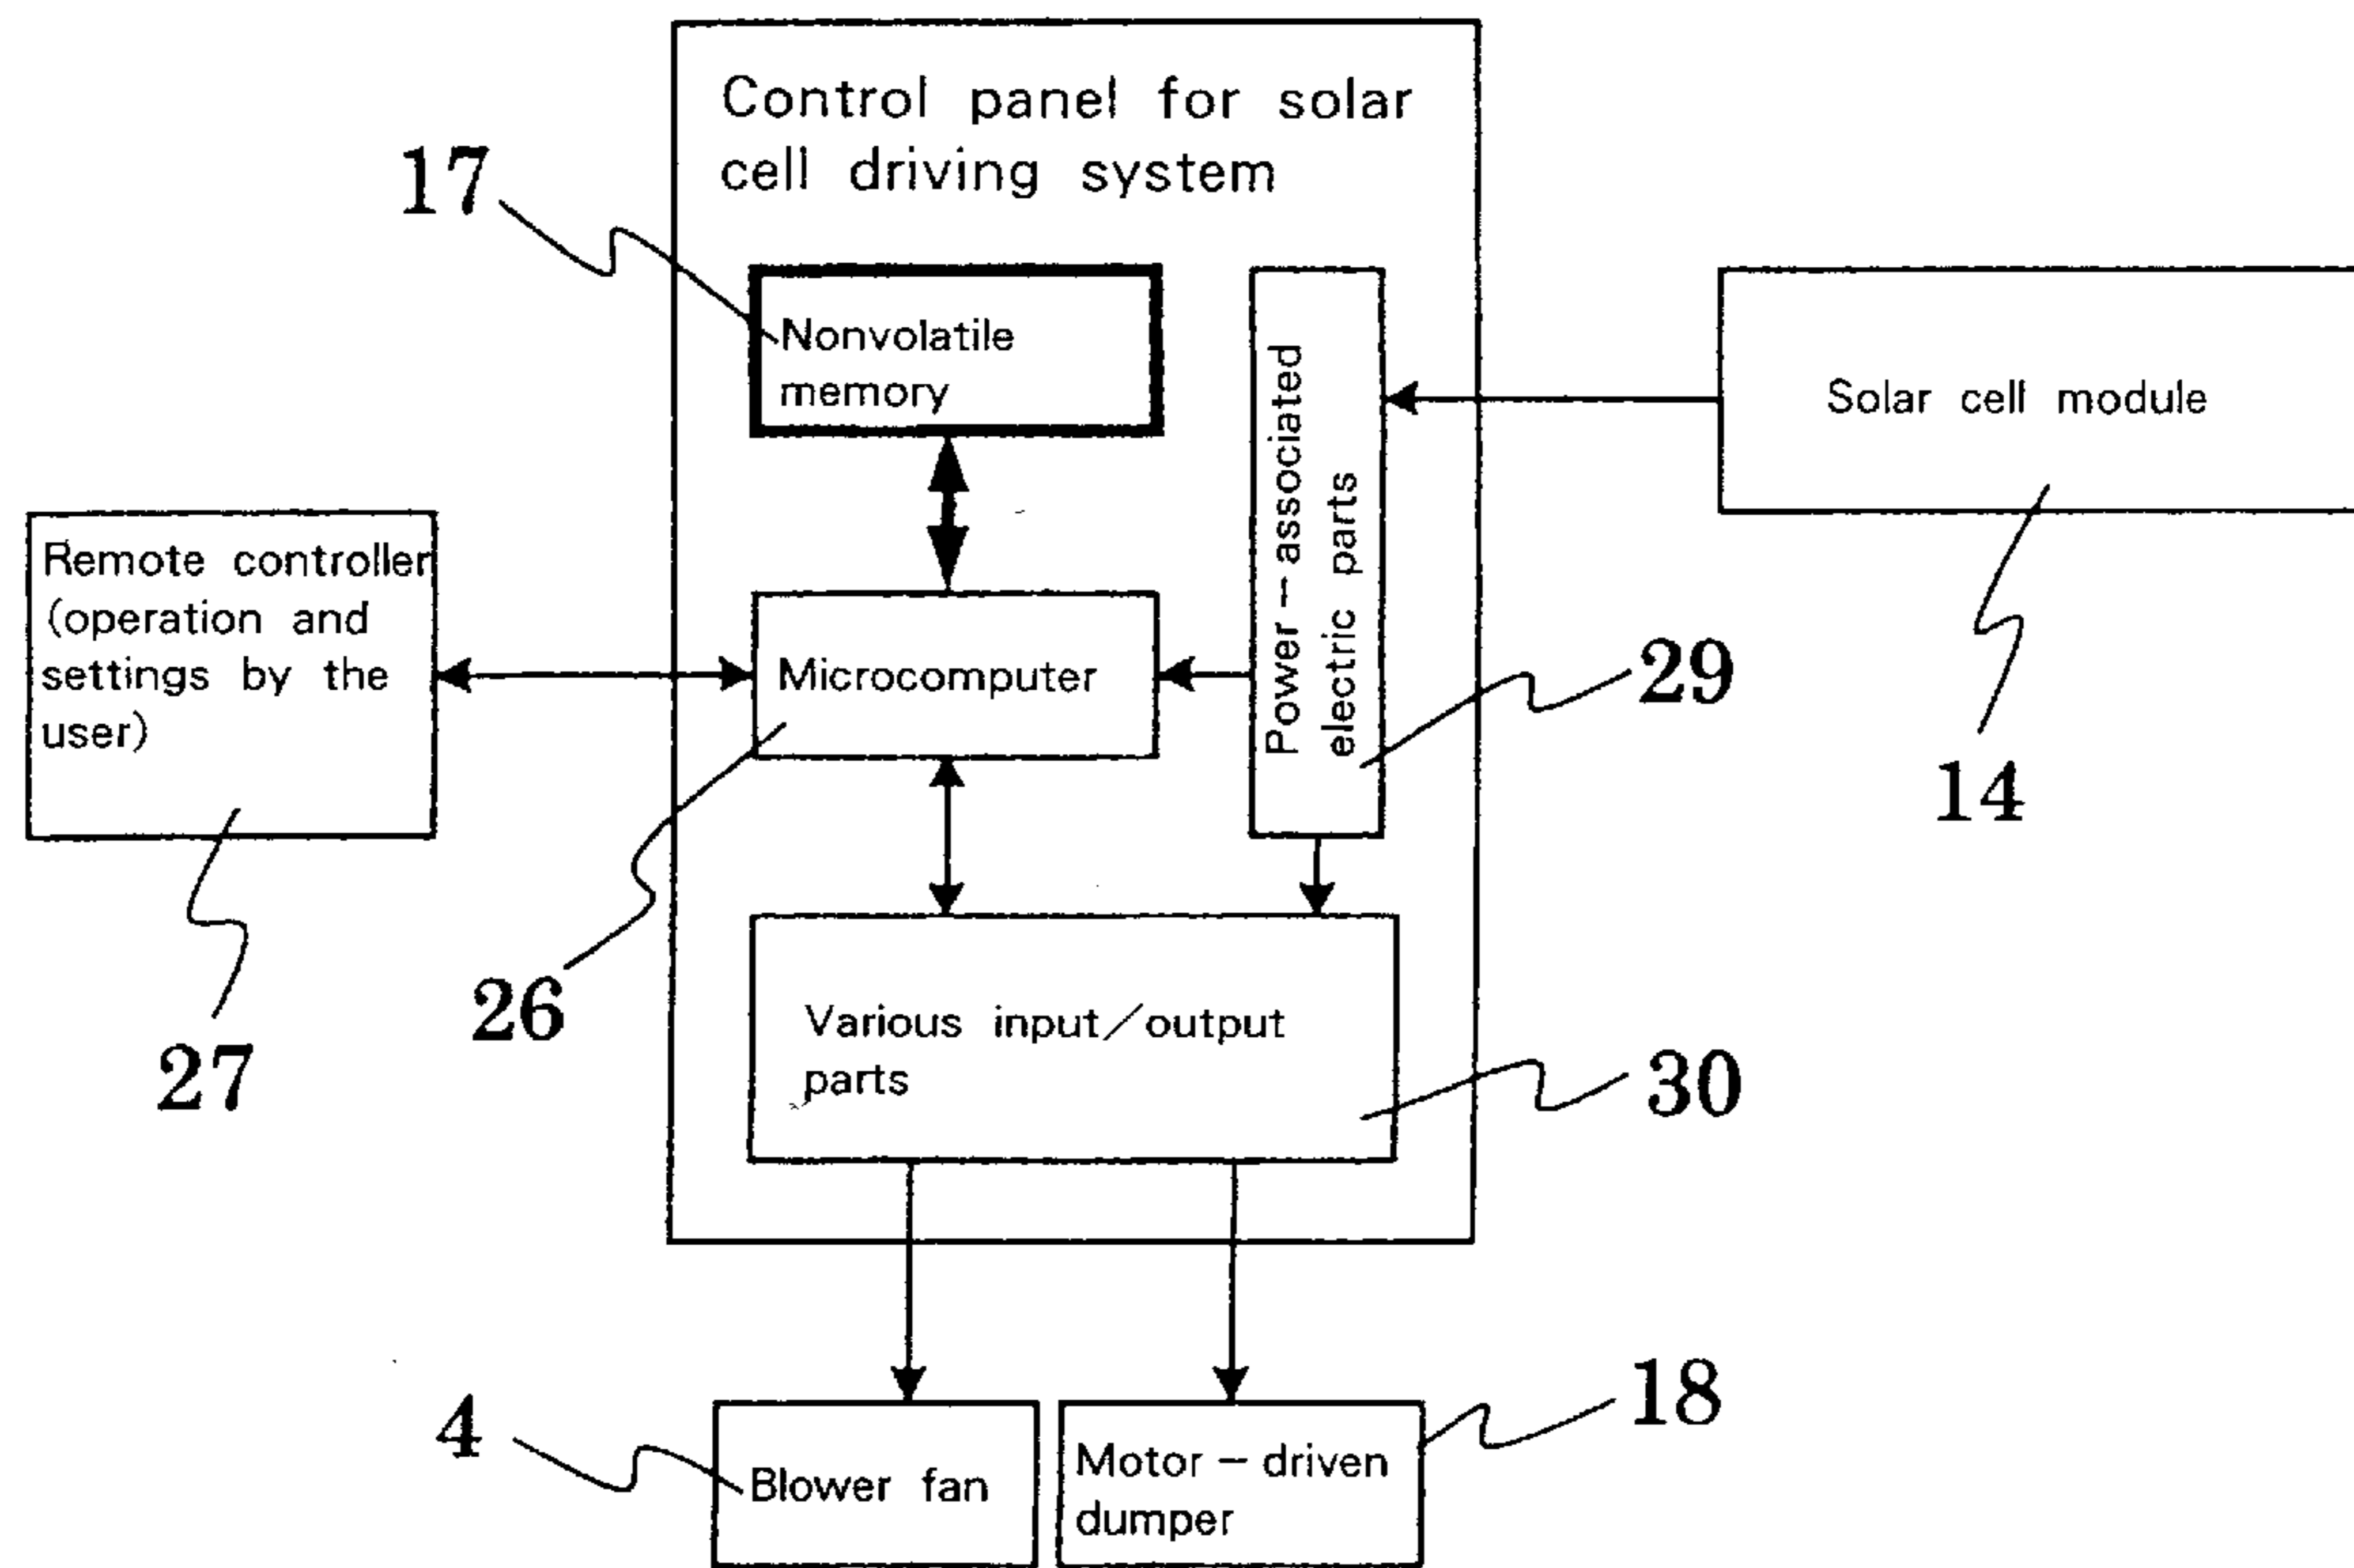 Control panel for solar
cell driving system
17
Nonvolatile
memory
Power-associated
electric parts
Solar cell module
Remote controller
(operation and
settings by the
user)
Microcomputer
29
14
26
27
Various input/output
parts
30
4
Blower fan
Motor-driven
dumper
18